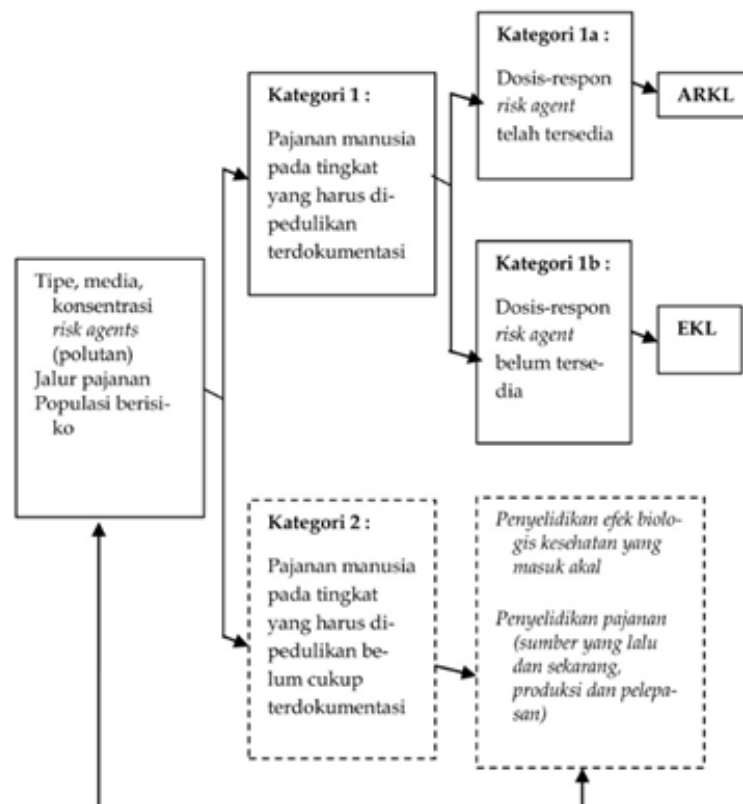 Tipe, media,
konsentrasi
risk agents
(polutan)
Jalur pajanan
Populasi berisi-
ko
Kategori 1 :
Pajanan manusia
pada tingkat
yang harus di-
pedulikan
terdokumentasi
Kategori 1a :
Dosis-respon
risk agent
telah tersedia
ARKL
Kategori 1b :
Dosis-respon
risk agent
belum terse-
dia
EKL
Kategori 2 :
Pajanan manusia
pada tingkat
yang harus di-
pedulikan be-
lum cukup
terdokumentasi
Penyelidikan efek biolo-
gis kesehatan yang
masuk akal
Penyelidikan pajanan
(sumber yang lalu
dan sekarang,
produksi dan pelepa-
san)